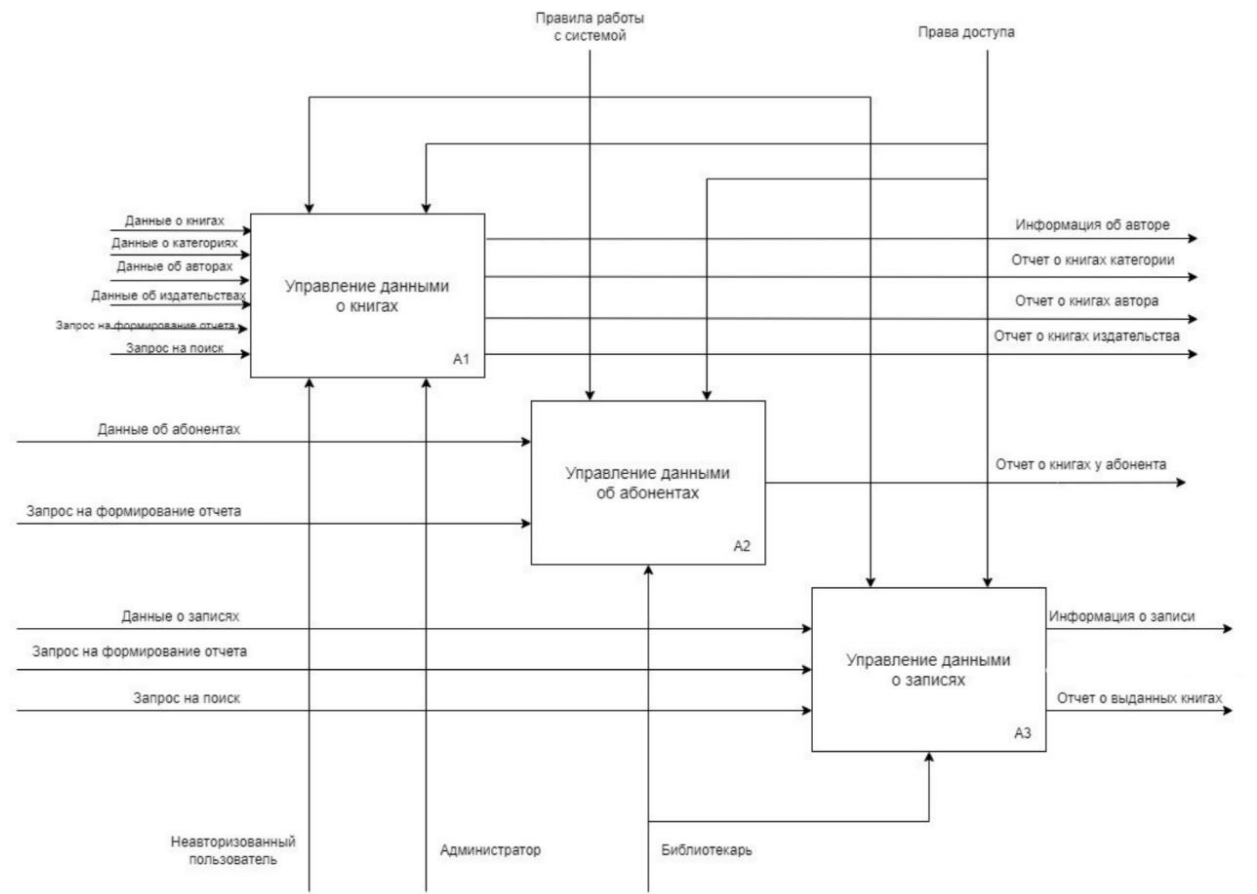 Правила работы
с системой
Права доступа
Данные о книгах
Данные о категориях
Данные об авторах
Данные об издательствах
Запрос на формирование отчета
Запрос на поиск
Управление данными
о книгах
A1
Информация об авторе
Отчет о книгах категории
Отчет о книгах автора
Отчет о книгах издательства
Данные об абонентах
Запрос на формирование отчета
Управление данными
об абонентах
A2
Отчет о книгах у абонента
Данные о записях
Запрос на формирование отчета
Запрос на поиск
Управление данными
о записях
A3
Информация о записи
Отчет о выданных книгах
Неавторизованный
пользователь
Администратор
Библиотекарь